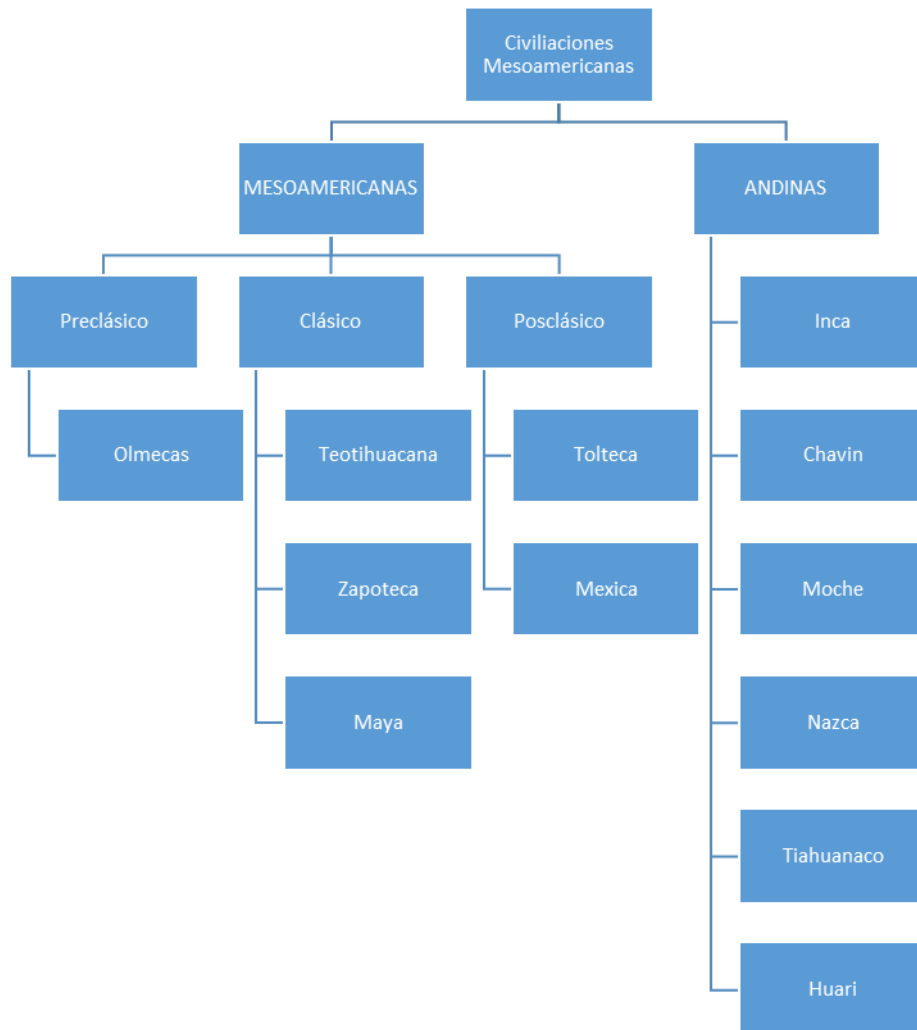 Civiliaciones
Mesoamericanas
MESOAMERICANAS
ANDINAS
Preclásico
Clásico
Posclásico
Inca
Olmecas
Teotihuacana
Tolteca
Chavin
Zapoteca
Mexica
Moche
Maya
Nazca
Tiahuanaco
Huari